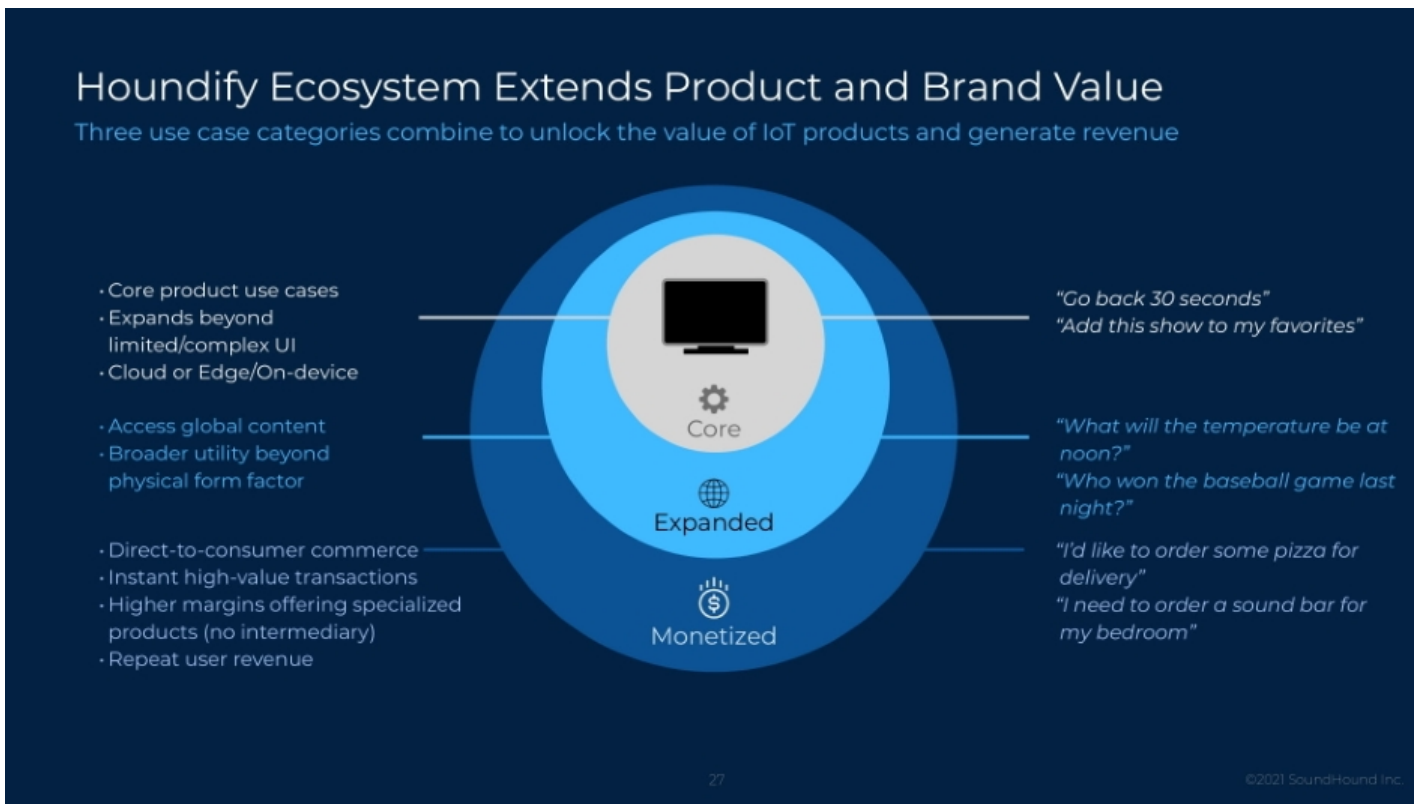 Houndify Ecosystem Extends Product and Brand Value
Three use case categories combine to unlock the value of IoT products and generate revenue
· Core product use cases
· Expands beyond
limited/complex UI
· Cloud or Edge/On-device
· Access global content
· Broader utility beyond
physical form factor
· Direct-to-consumer commerce
· Instant high-value transactions
· Higher margins offering specialized
products (no intermediary)
· Repeat user revenue
Core
Expanded
Monetized
“Go back 30 seconds”
“Add this show to my favorites”
“What will the temperature be at
noon?”
“Who won the baseball game last
night?”
“I’d like to order some pizza for
delivery”
“I need to order a sound bar for
my bedroom”
27
©2021 SoundHound Inc.